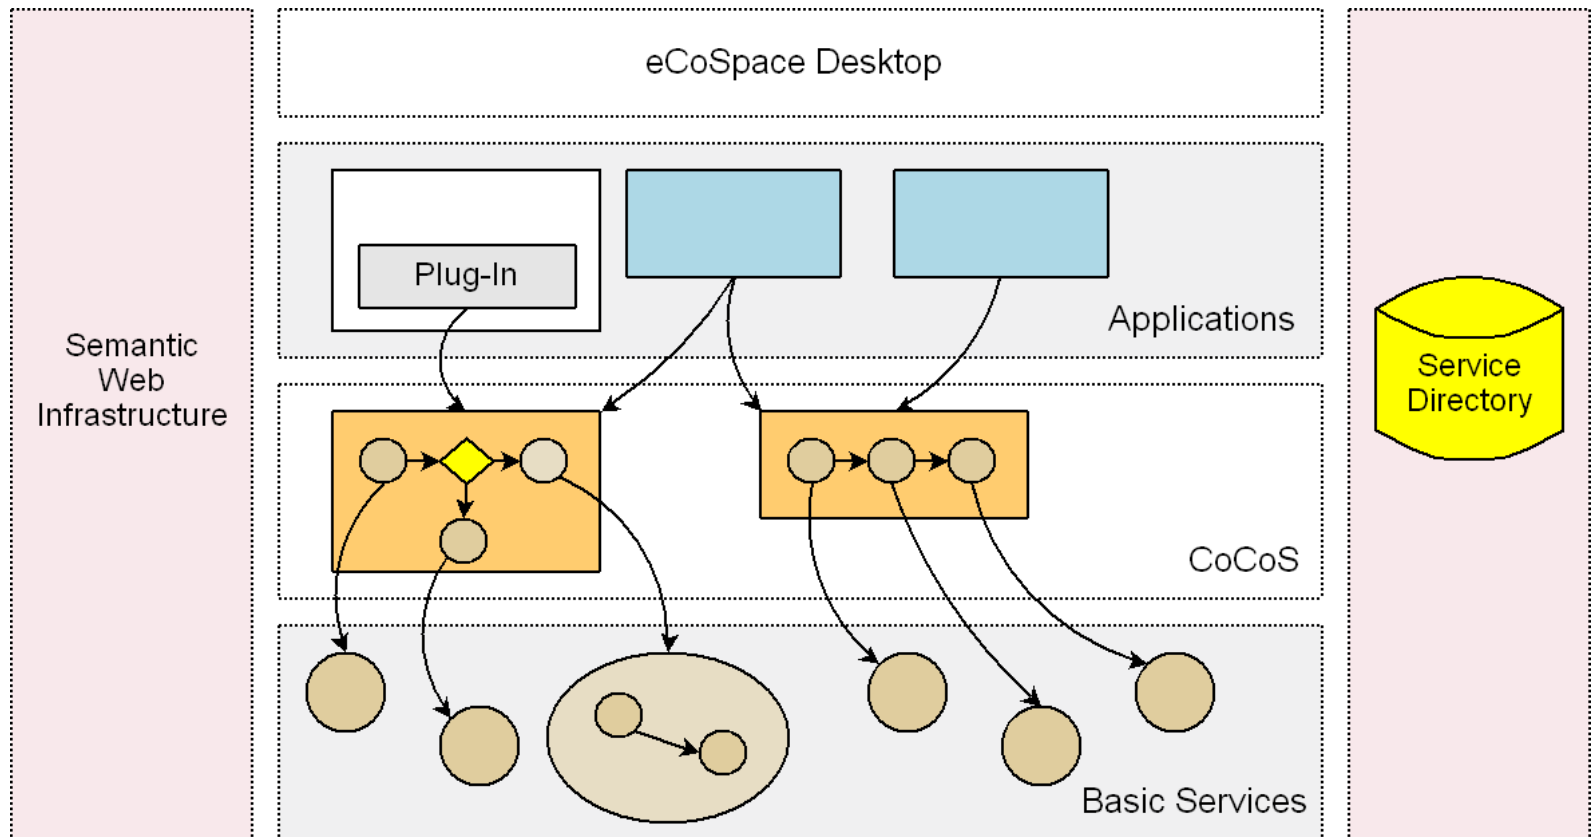 eCoSpace Desktop
Plug-In
Applications
Semantic
Web
Infrastructure
Service
Directory
CoCoS
Basic Services